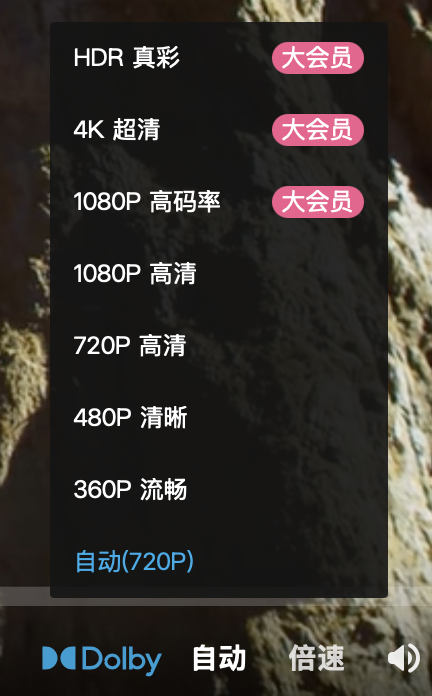 HDR 真彩 大会员
4K 超清 大会员
1080P 高码率 大会员
1080P 高清
720P 高清
480P 清晰
360P 流畅
自动(720P)
Dolby 自动 倍速